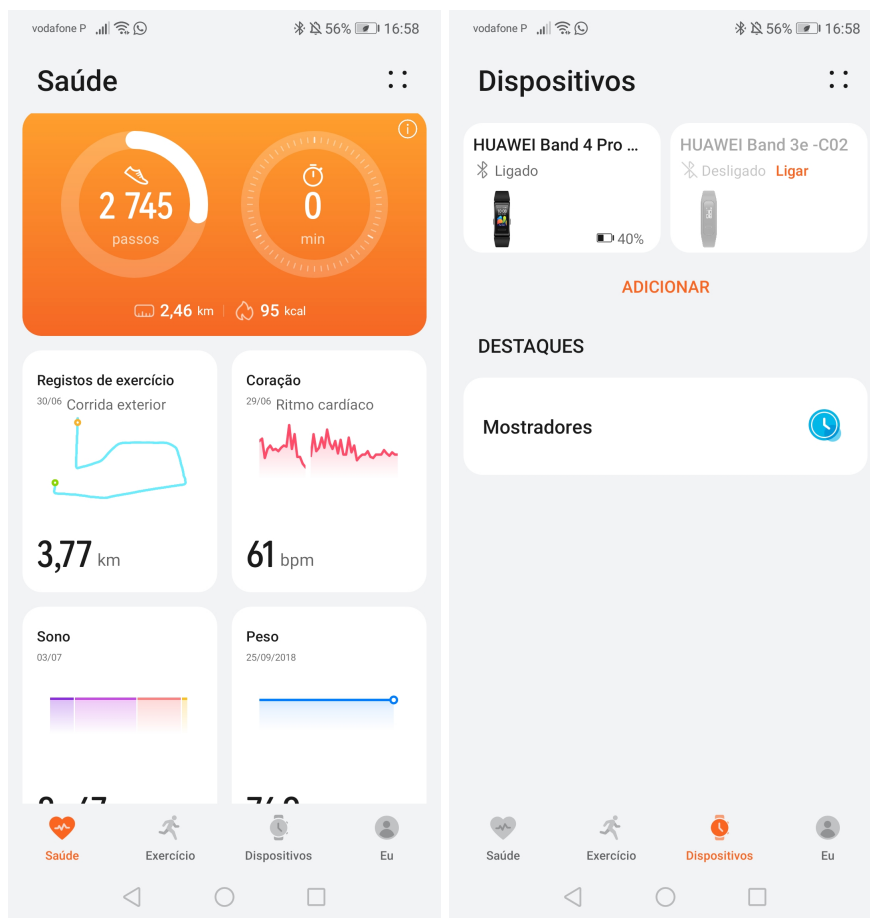 vodafone P 56% 16:58
Saúde
2 745
passos
0
min
2,46 km
95 kcal
Registos de exercício
30/06 Corrida exterior
3,77 km
Coração
29/06 Ritmo cardíaco
61 bpm
Sono
03/07
Peso
25/09/2018
Saúde
Exercício
Dispositivos
Eu
vodafone P 56% 16:58
Dispositivos
HUAWEI Band 4 Pro ...
Ligado
40%
HUAWEI Band 3e -C02
Desligado Ligar
ADICIONAR
DESTAQUES
Mostradores
Saúde
Exercício
Dispositivos
Eu